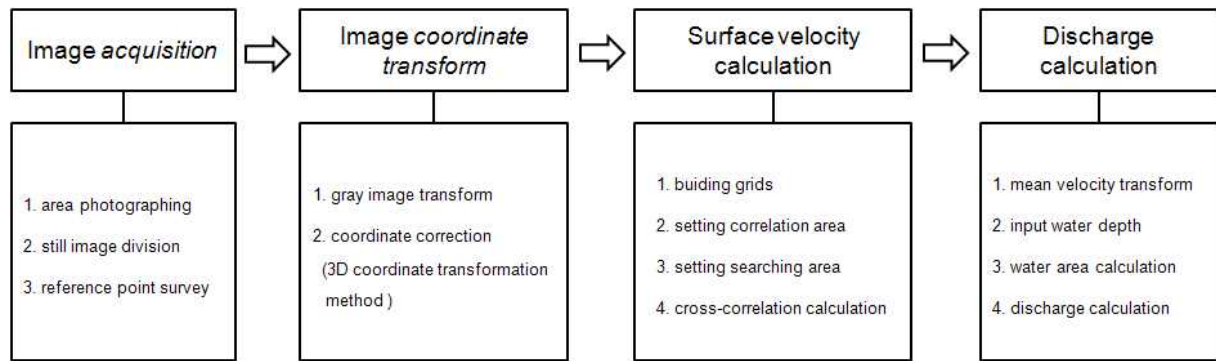 Image acquisition
1. area photographing
2. still image division
3. reference point survey
Image coordinate
transform
1. gray image transform
2. coordinate correction
(3D coordinate transformation
method )
Surface velocity
calculation
1. buiding grids
2. setting correlation area
3. setting searching area
4. cross-correlation calculation
Discharge
calculation
1. mean velocity transform
2. input water depth
3. water area calculation
4. discharge calculation